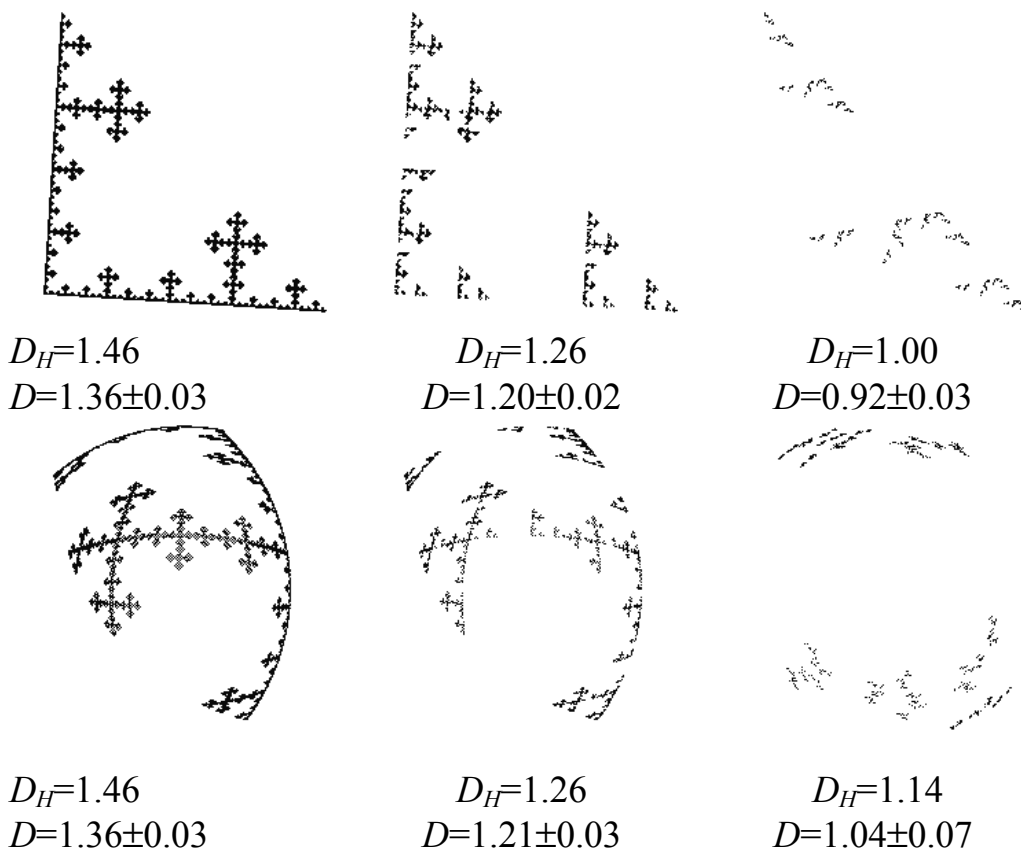 D_H=1.46 D_H=1.26 D_H=1.00
D=1.36±0.03 D=1.20±0.02 D=0.92±0.03
D_H=1.46 D_H=1.26 D_H=1.14
D=1.36±0.03 D=1.21±0.03 D=1.04±0.07